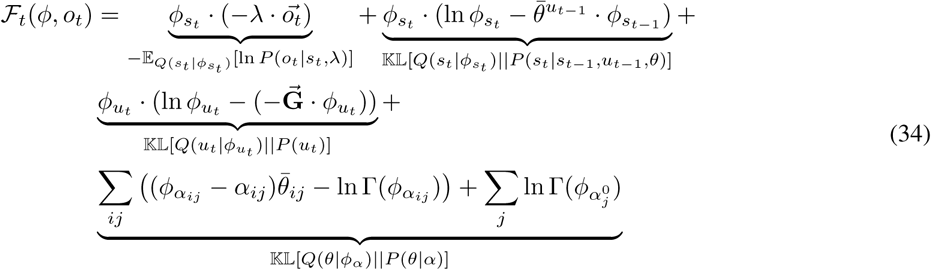 \mathcal{F}_t(\phi, o_t) = \underbrace{\phi_{s_t} \cdot (-\lambda \cdot \vec{o_t})}_{-\mathbb{E}_{Q(s_t|\phi_{s_t})}[\ln P(o_t|s_t,\lambda)]} + \underbrace{\phi_{s_t} \cdot (\ln \phi_{s_t} - \bar{\theta}^{u_{t-1}} \cdot \phi_{s_{t-1}})}_{\mathbb{KL}[Q(s_t|\phi_{s_t})||P(s_t|s_{t-1},u_{t-1},\theta)]} +
\underbrace{\phi_{u_t} \cdot (\ln \phi_{u_t} - (-\vec{\mathbf{G}} \cdot \phi_{u_t}))}_{\mathbb{KL}[Q(u_t|\phi_{u_t})||P(u_t)]} +
(34)
\underbrace{\sum_{ij} \left( (\phi_{\alpha_{ij}} - \alpha_{ij})\bar{\theta}_{ij} - \ln \Gamma(\phi_{\alpha_{ij}}) \right) + \sum_j \ln \Gamma(\phi_{\alpha_j^0})}_{\mathbb{KL}[Q(\theta|\phi_\alpha)||P(\theta|\alpha)]}